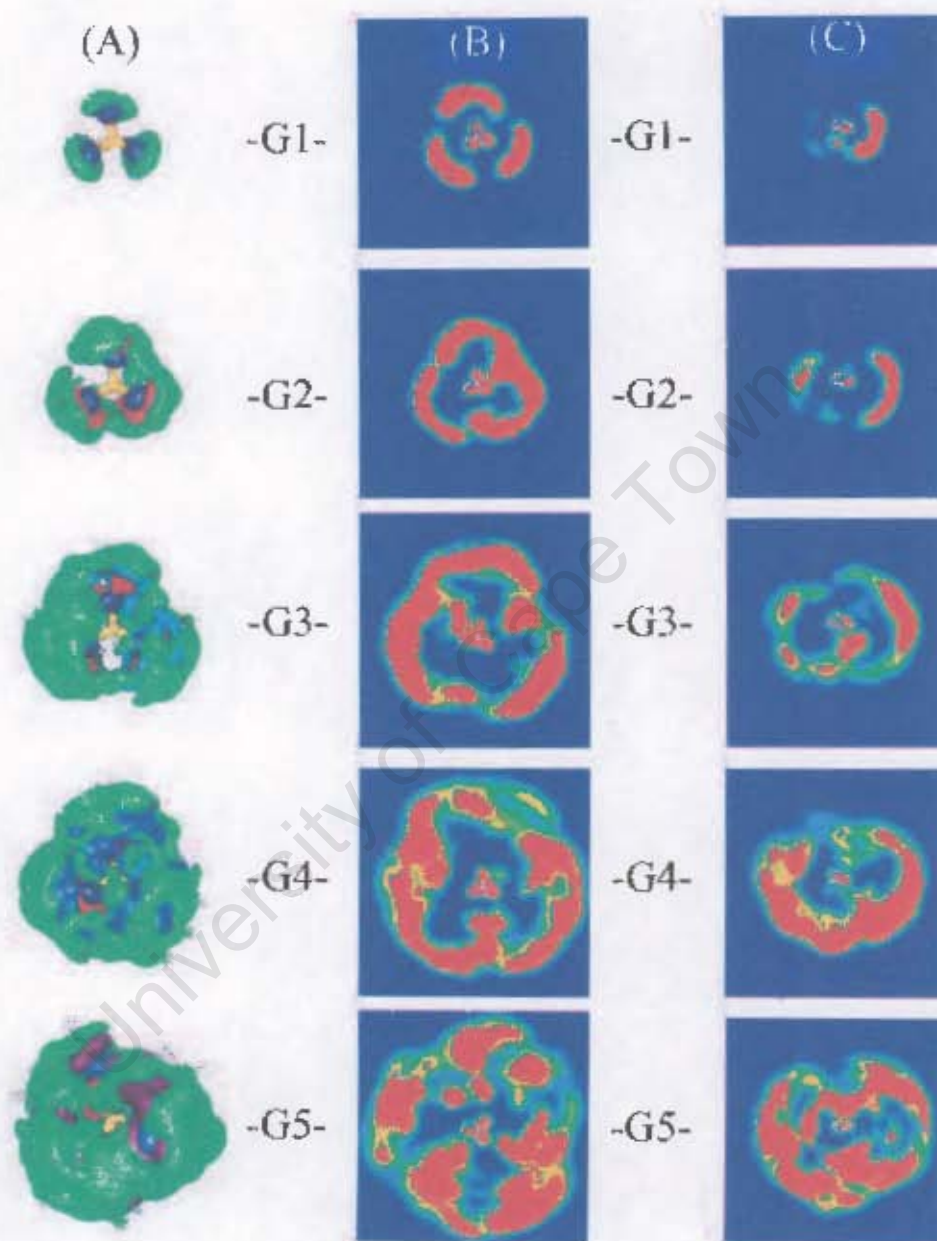 (A) (B) (C)
-G1- -G1-
-G2- -G2-
-G3- -G3-
-G4- -G4-
-G5- -G5-
University of Cape Town